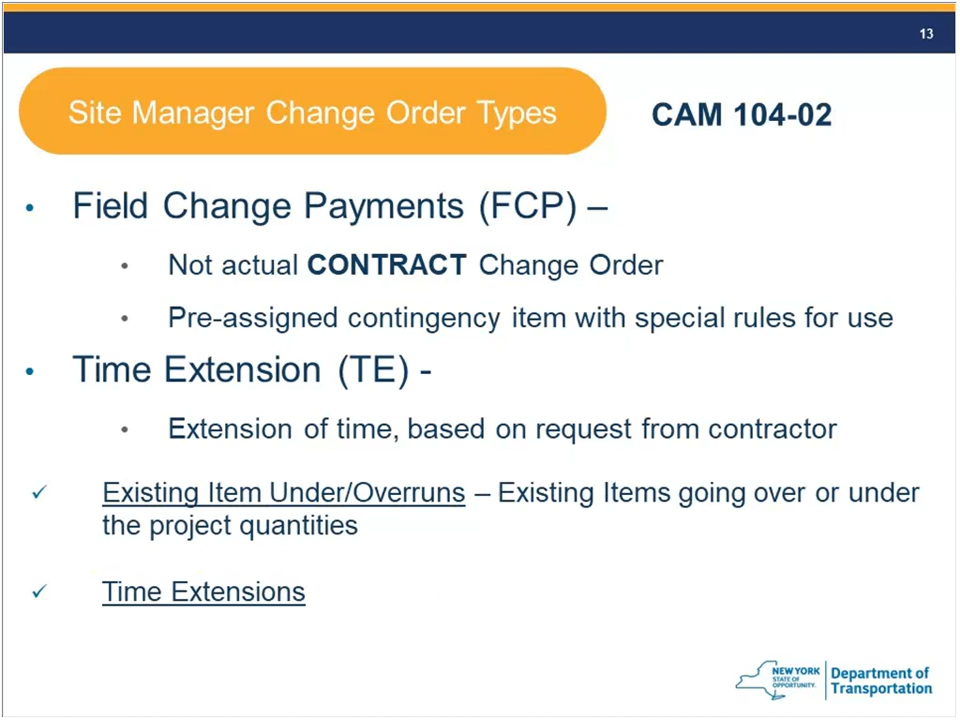 13
Site Manager Change Order Types
CAM 104-02
• Field Change Payments (FCP) –
• Not actual CONTRACT Change Order
• Pre-assigned contingency item with special rules for use
• Time Extension (TE) -
• Extension of time, based on request from contractor
✓ Existing Item Under/Overruns – Existing Items going over or under
the project quantities
✓ Time Extensions
NEW YORK
STATE OF
OPPORTUNITY.
Department of
Transportation